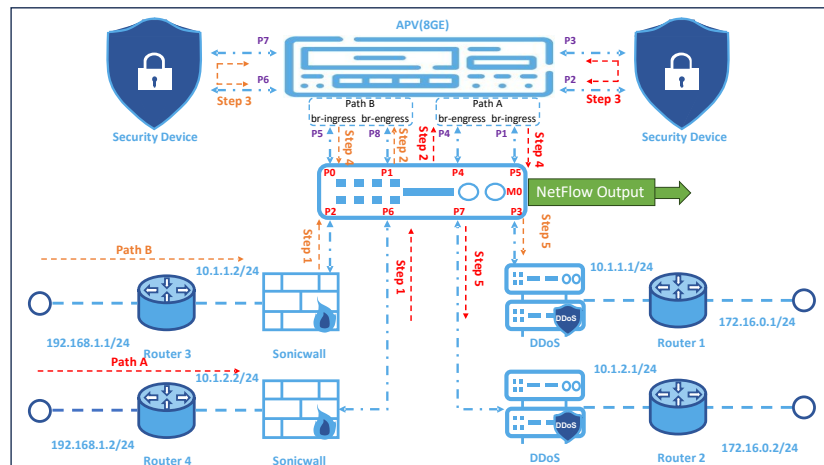 APV(8GE)
P7
P3
P6
P2
Step 3
Step 3
Security Device
Security Device
Path B
Path A
br-ingress
br-engress
br-engress
br-ingress
P5
Step 4
P8
Step 2
Step 2
P4
P1
Step 4
P0
P1
P4
P5
M0
P2
P6
P7
P3
NetFlow Output
Path B
Step 1
Step 1
Step 5
Step 5
10.1.1.2/24
10.1.1.1/24
192.168.1.1/24
Router 3
Sonicwall
DDoS
DDoS
Router 1
172.16.0.1/24
Path A
10.1.2.2/24
10.1.2.1/24
192.168.1.2/24
Router 4
Sonicwall
DDoS
DDoS
Router 2
172.16.0.2/24